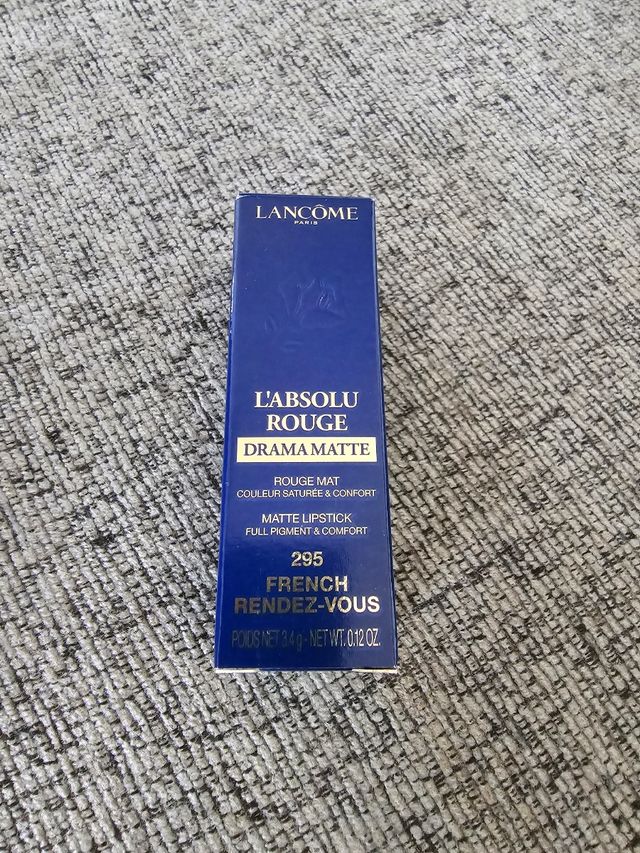 LANCÔME
PARIS
L'ABSOLU
ROUGE
DRAMA MATTE
ROUGE MAT
COULEUR SATURÉE & CONFORT
MATTE LIPSTICK
FULL PIGMENT & COMFORT
295
FRENCH
RENDEZ-VOUS
POIDS NET 3.4 g - NET WT. 0.12 OZ.